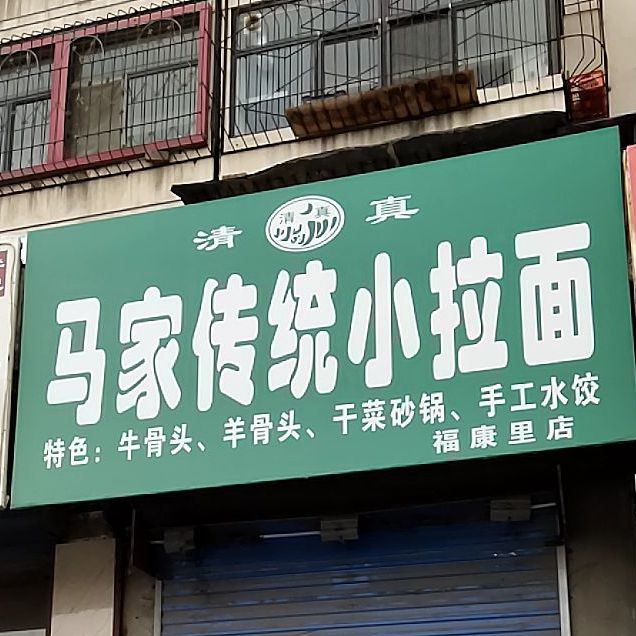 清 清真 真
马家传统小拉面
特色：牛骨头、羊骨头、干菜砂锅、手工水饺
福康里店